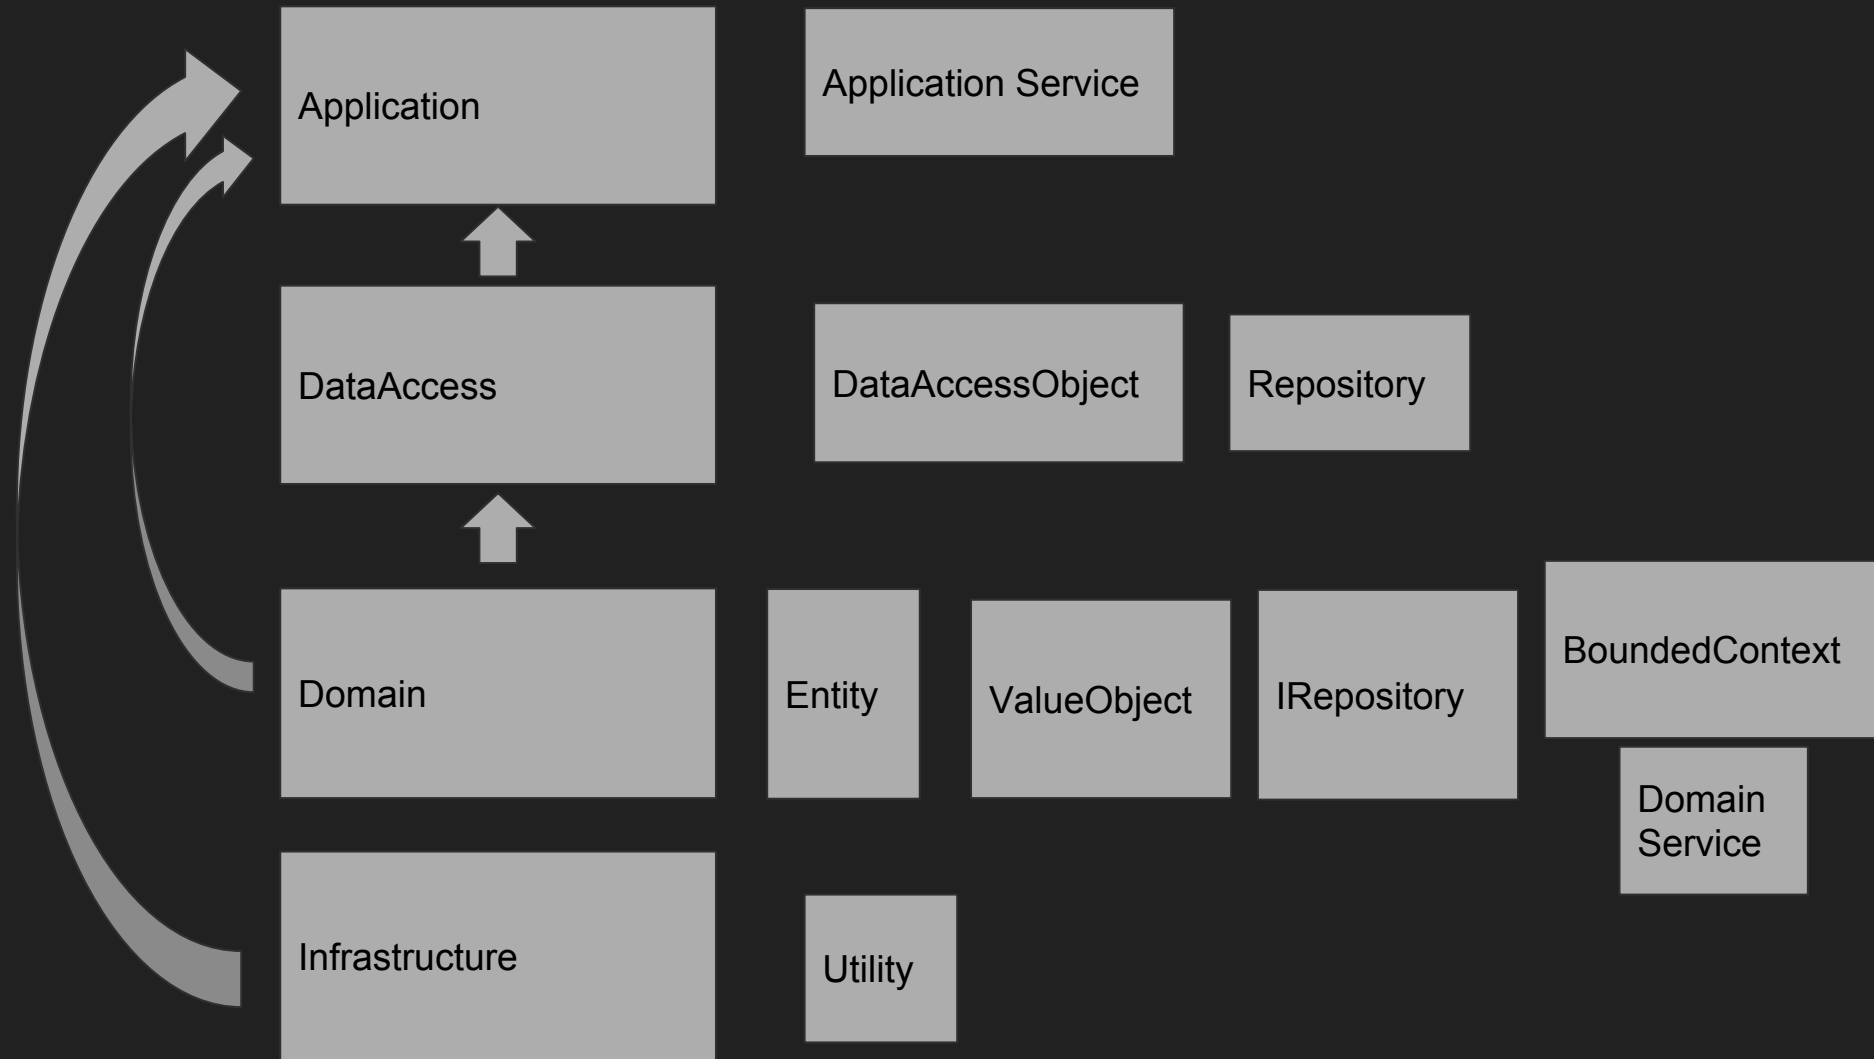 Application
Application Service
DataAccess
DataAccessObject
Repository
Domain
Entity
ValueObject
IRepository
BoundedContext
Domain
Service
Infrastructure
Utility